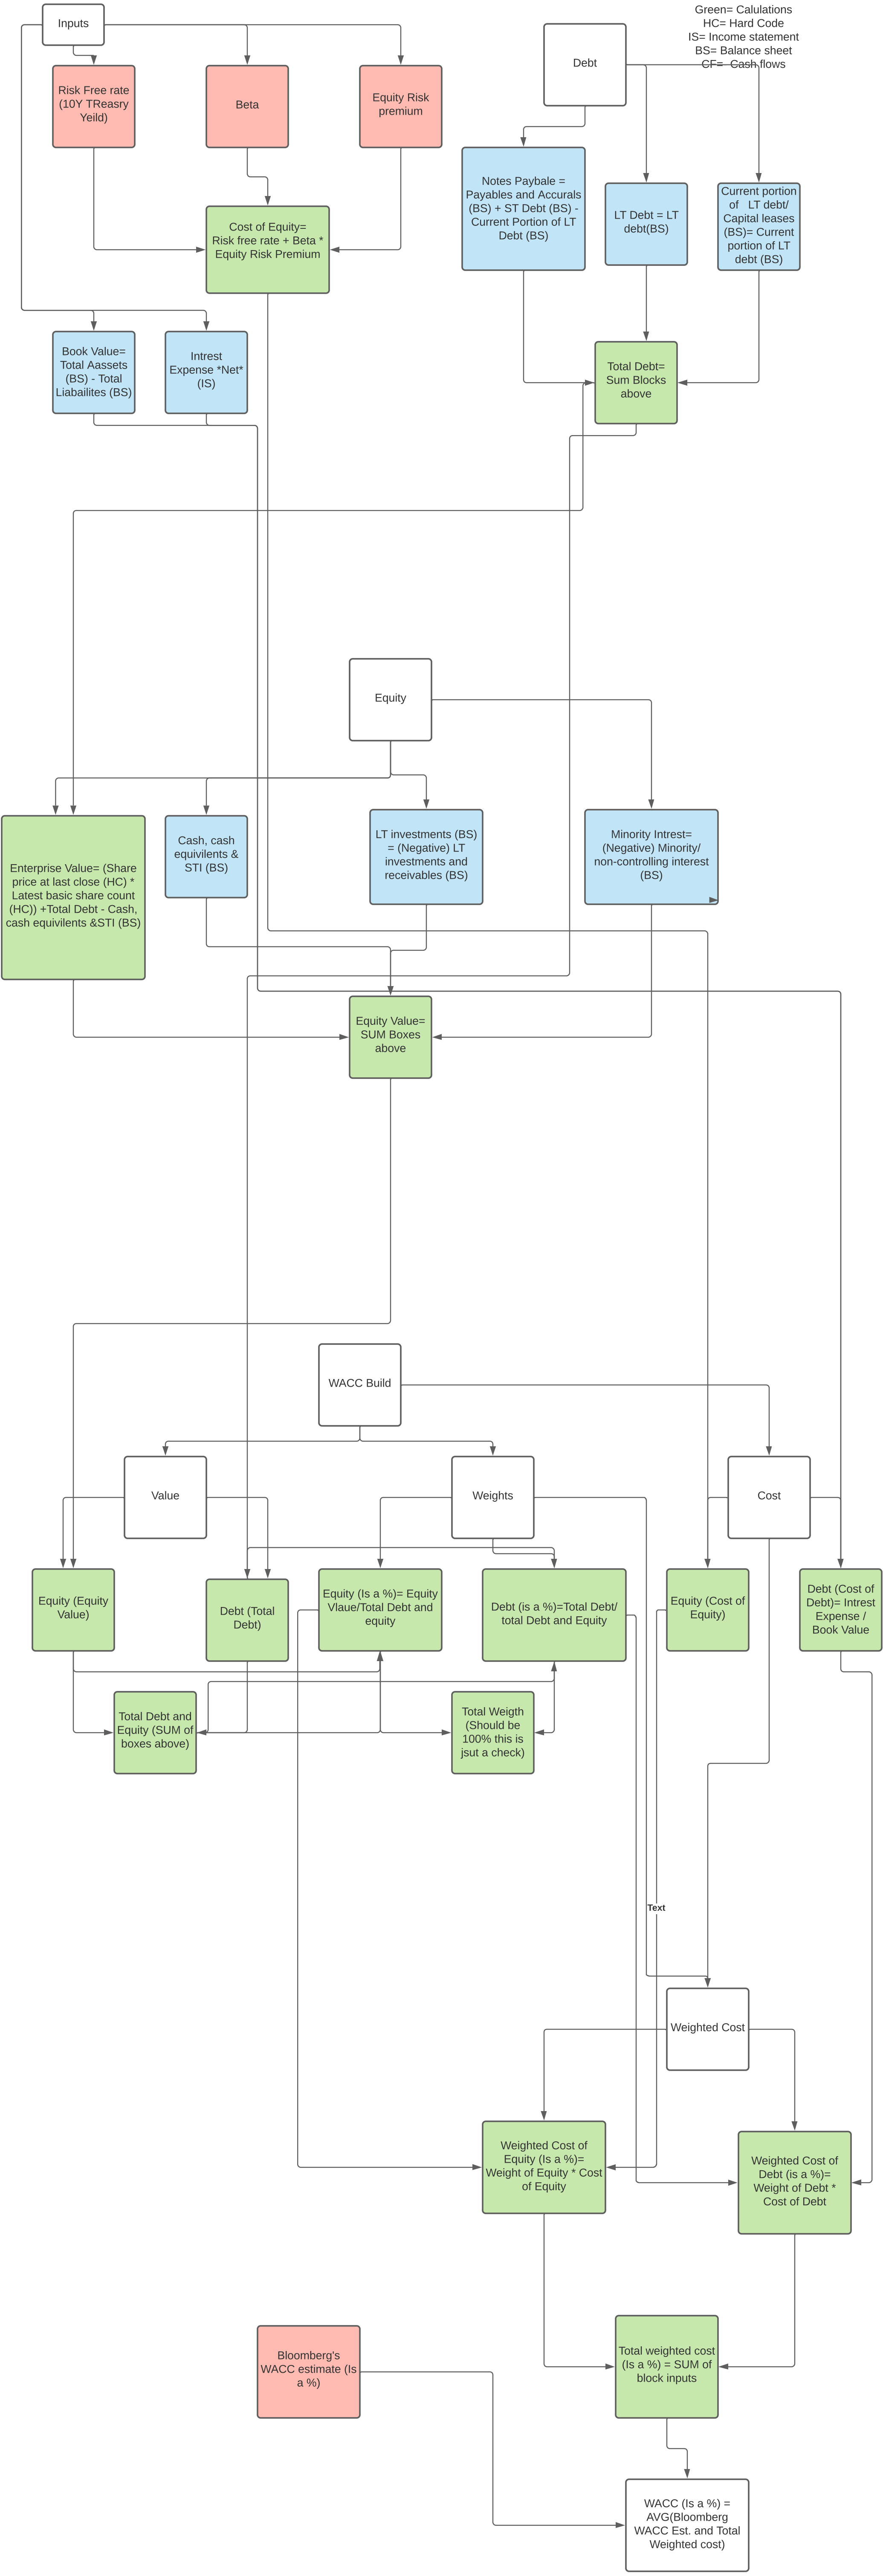 Inputs
Green= Calulations
HC= Hard Code
IS= Income statement
BS= Balance sheet
CF=  Cash flows
Debt
Risk Free rate
(10Y TReasry
Yeild)
Beta
Equity Risk
premium
Notes Paybale =
Payables and Accurals
(BS) + ST Debt (BS) -
Current Portion of LT
Debt (BS)
LT Debt = LT
debt(BS)
Current portion
of   LT debt/
Capital leases
(BS)= Current
portion of LT
debt (BS)
Cost of Equity=
Risk free rate + Beta *
Equity Risk Premium
Book Value=
Total Aassets
(BS) - Total
Liabailites (BS)
Intrest
Expense *Net*
(IS)
Total Debt=
Sum Blocks
above
Equity
Enterprise Value= (Share
price at last close (HC) *
Latest basic share count
(HC)) +Total Debt - Cash,
cash equivilents &STI (BS)
Cash, cash
equivilents &
STI (BS)
LT investments (BS)
= (Negative) LT
investments and
receivables (BS)
Minority Intrest=
(Negative) Minority/
non-controlling interest
(BS)
Equity Value=
SUM Boxes
above
WACC Build
Value
Weights
Cost
Equity (Equity
Value)
Debt (Total
Debt)
Equity (Is a %)= Equity
Vlaue/Total Debt and
equity
Debt (is a %)=Total Debt/
total Debt and Equity
Equity (Cost of
Equity)
Debt (Cost of
Debt)= Intrest
Expense /
Book Value
Total Debt and
Equity (SUM of
boxes above)
Total Weigth
(Should be
100% this is
jsut a check)
Text
Weighted Cost
Weighted Cost of
Equity (Is a %)=
Weight of Equity * Cost
of Equity
Weighted Cost of
Debt (is a %)=
Weight of Debt *
Cost of Debt
Bloomberg's
WACC estimate (Is
a %)
Total weighted cost
(Is a %) = SUM of
block inputs
WACC (Is a %) =
AVG(Bloomberg
WACC Est. and Total
Weighted cost)